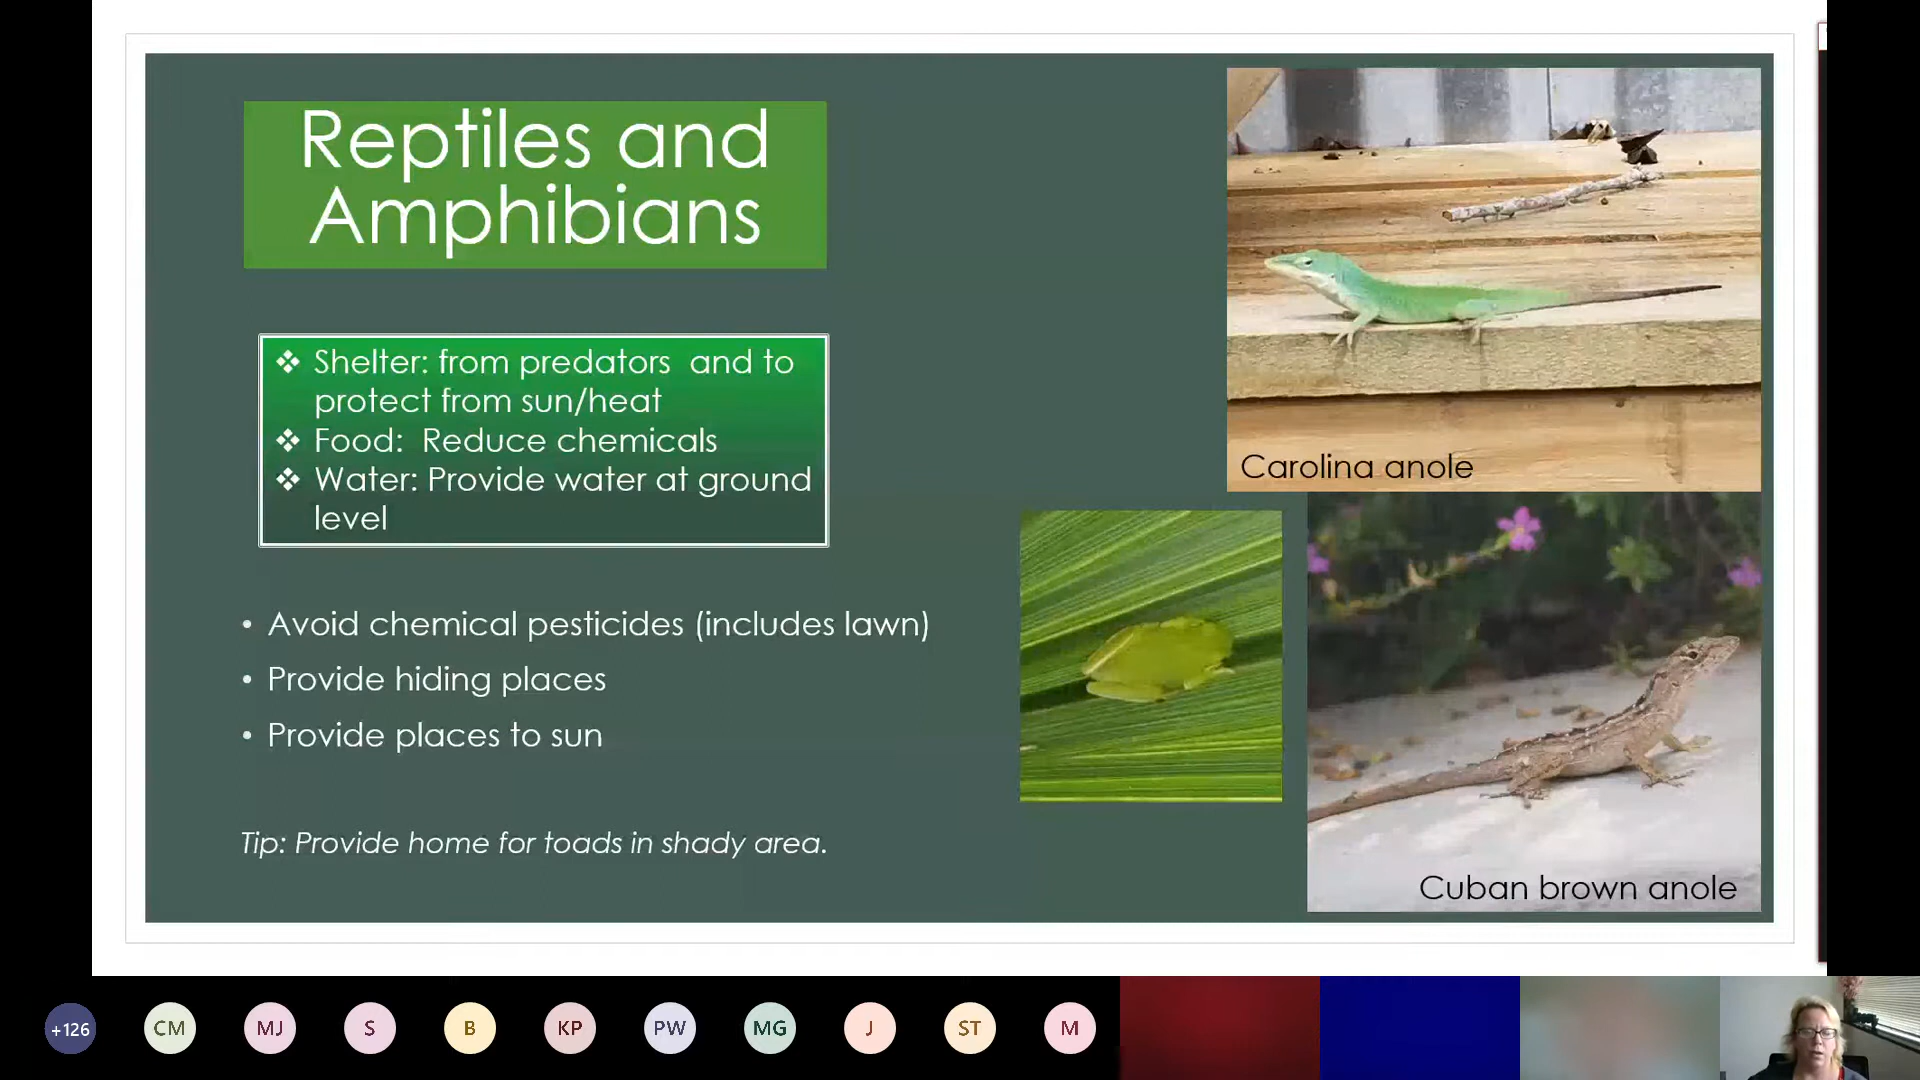 Reptiles and
Amphibians
❖ Shelter: from predators  and to
protect from sun/heat
❖ Food:  Reduce chemicals
❖ Water: Provide water at ground
level
• Avoid chemical pesticides (includes lawn)
• Provide hiding places
• Provide places to sun
Tip: Provide home for toads in shady area.
Carolina anole
Cuban brown anole
+126
CM
MJ
S
B
KP
PW
MG
J
ST
M